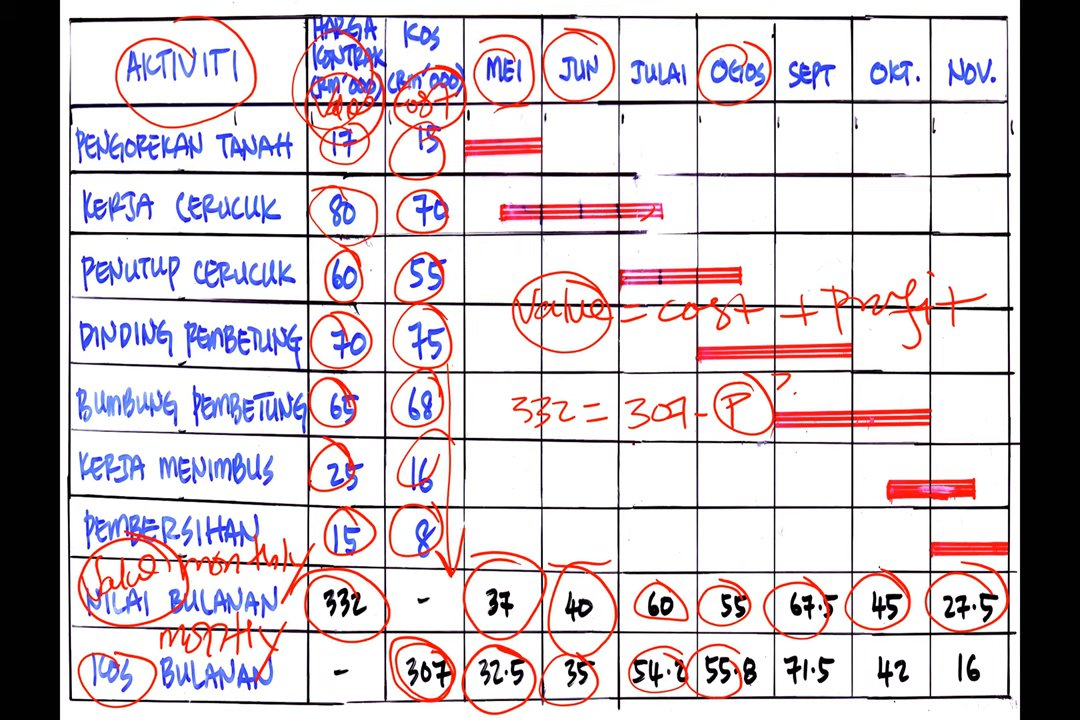 AKTIVITI HARGA KONTRAK (RM'000) KOS (RM'000) MEI JUN JULAI OGOS SEPT OKT. NOV.
Value cost
PENGOREKAN TANAH 17 15
KERJA CERUCUK 80 70
PENUTUP CERUCUK 60 55
Value = cost + Profit
DINDING PEMBETUNG 70 75
BUMBUNG PEMBETUNG 65 68
332 = 307 - P ?
KERJA MENIMBUS 25 16
PEMBERSIHAN 15 8
Value monthly
NILAI BULANAN 332 - 37 40 60 55 67.5 45 27.5
monthly
KOS BULANAN - 307 32.5 35 54.2 55.8 71.5 42 16